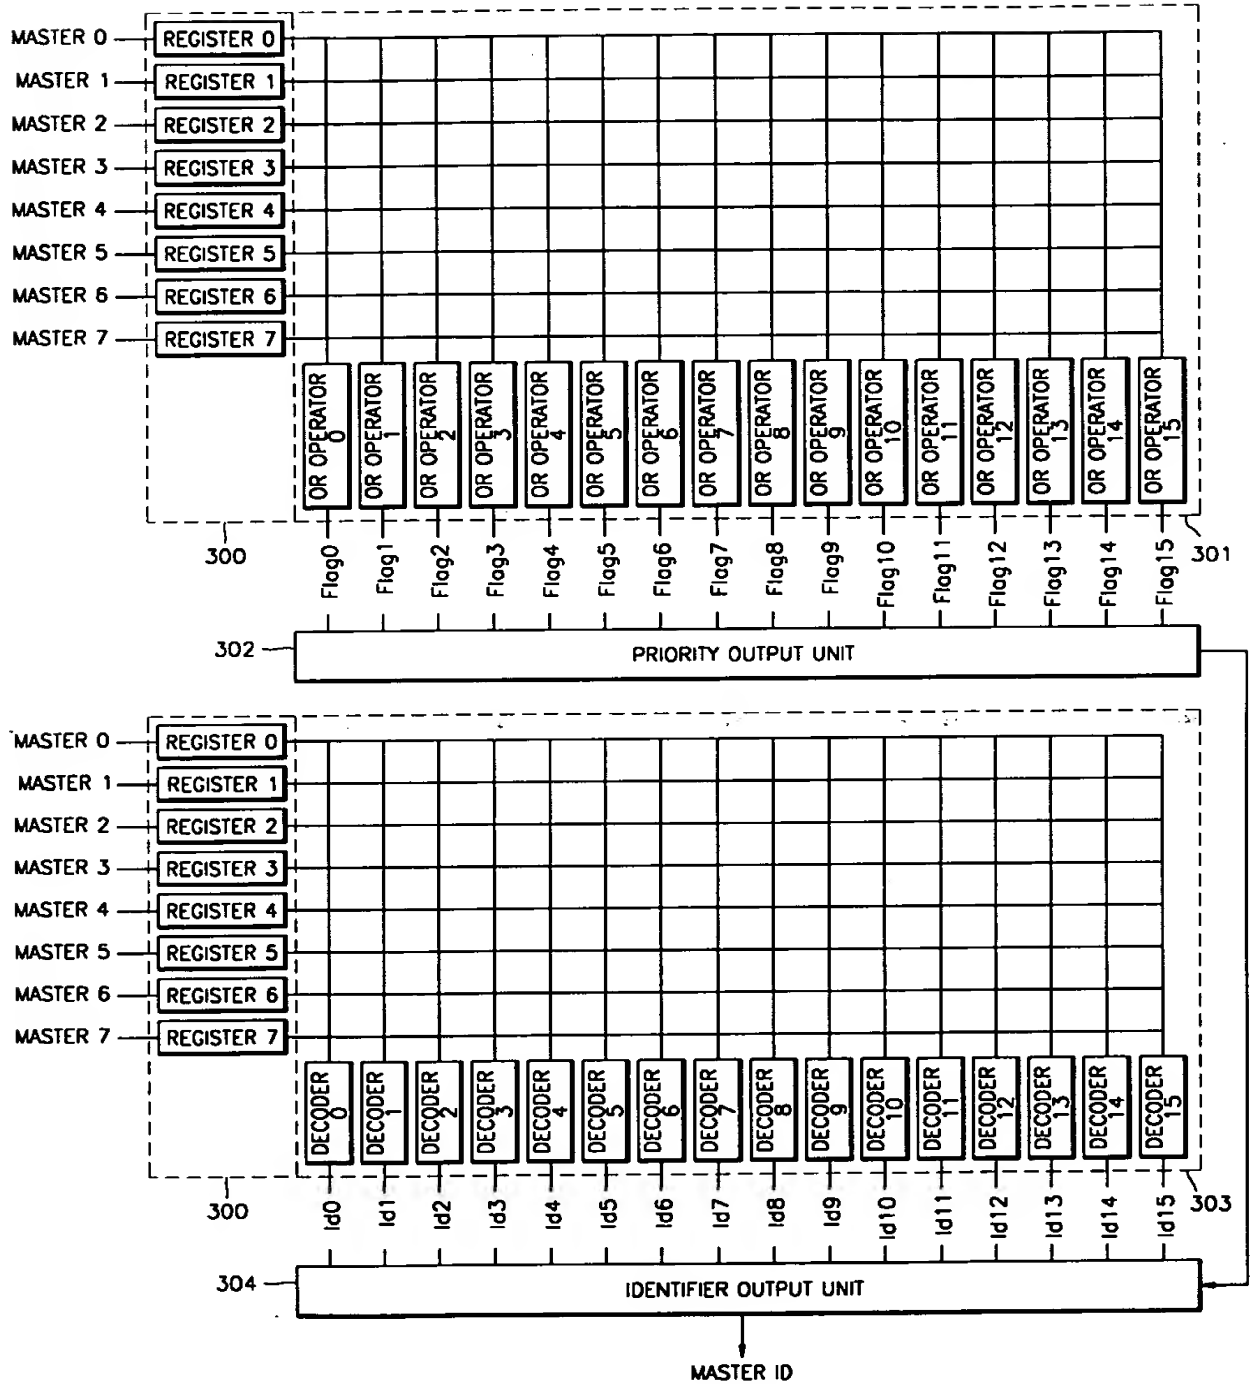 MASTER 0 REGISTER 0
MASTER 1 REGISTER 1
MASTER 2 REGISTER 2
MASTER 3 REGISTER 3
MASTER 4 REGISTER 4
MASTER 5 REGISTER 5
MASTER 6 REGISTER 6
MASTER 7 REGISTER 7
OR OPERATOR 0
OR OPERATOR 1
OR OPERATOR 2
OR OPERATOR 3
OR OPERATOR 4
OR OPERATOR 5
OR OPERATOR 6
OR OPERATOR 7
OR OPERATOR 8
OR OPERATOR 9
OR OPERATOR 10
OR OPERATOR 11
OR OPERATOR 12
OR OPERATOR 13
OR OPERATOR 14
OR OPERATOR 15
300
301
Flag0
Flag1
Flag2
Flag3
Flag4
Flag5
Flag6
Flag7
Flag8
Flag9
Flag10
Flag11
Flag12
Flag13
Flag14
Flag15
302
PRIORITY OUTPUT UNIT
MASTER 0 REGISTER 0
MASTER 1 REGISTER 1
MASTER 2 REGISTER 2
MASTER 3 REGISTER 3
MASTER 4 REGISTER 4
MASTER 5 REGISTER 5
MASTER 6 REGISTER 6
MASTER 7 REGISTER 7
DECODER 0
DECODER 1
DECODER 2
DECODER 3
DECODER 4
DECODER 5
DECODER 6
DECODER 7
DECODER 8
DECODER 9
DECODER 10
DECODER 11
DECODER 12
DECODER 13
DECODER 14
DECODER 15
300
303
Id0
Id1
Id2
Id3
Id4
Id5
Id6
Id7
Id8
Id9
Id10
Id11
Id12
Id13
Id14
Id15
304
IDENTIFIER OUTPUT UNIT
MASTER ID